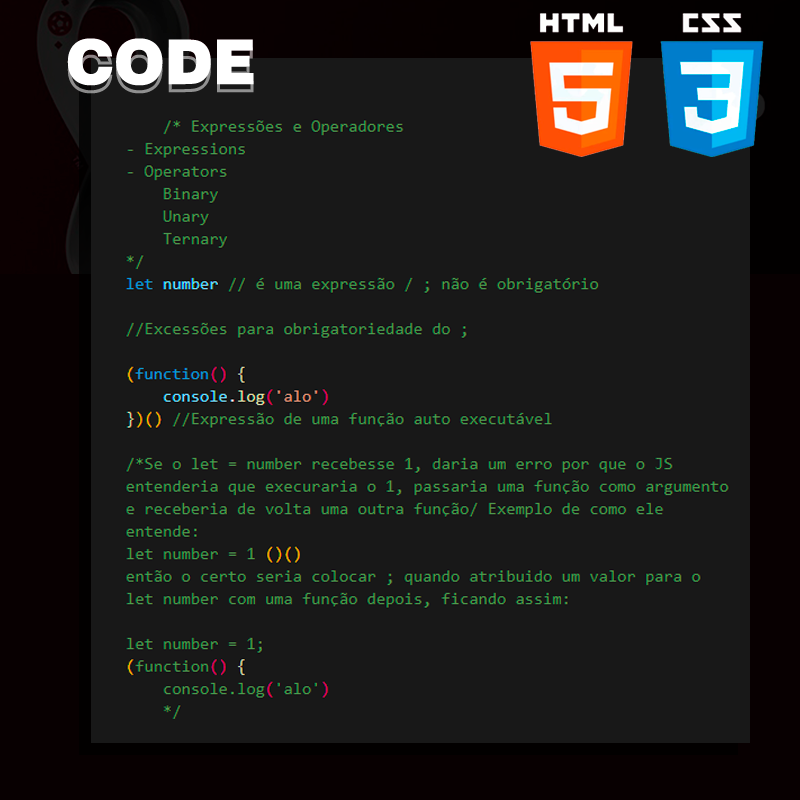 CODE
HTML
5
CSS
3
/* Expressões e Operadores
- Expressions
- Operators
Binary
Unary
Ternary
*/
let number // é uma expressão / ; não é obrigatório
//Excessões para obrigatoriedade do ;
(function() {
console.log('alo')
})() //Expressão de uma função auto executável
/*Se o let = number recebesse 1, daria um erro por que o JS
entenderia que execuraria o 1, passaria uma função como argumento
e receberia de volta uma outra função/ Exemplo de como ele
entende:
let number = 1 ()()
então o certo seria colocar ; quando atribuido um valor para o
let number com uma função depois, ficando assim:
let number = 1;
(function() {
console.log('alo')
*/